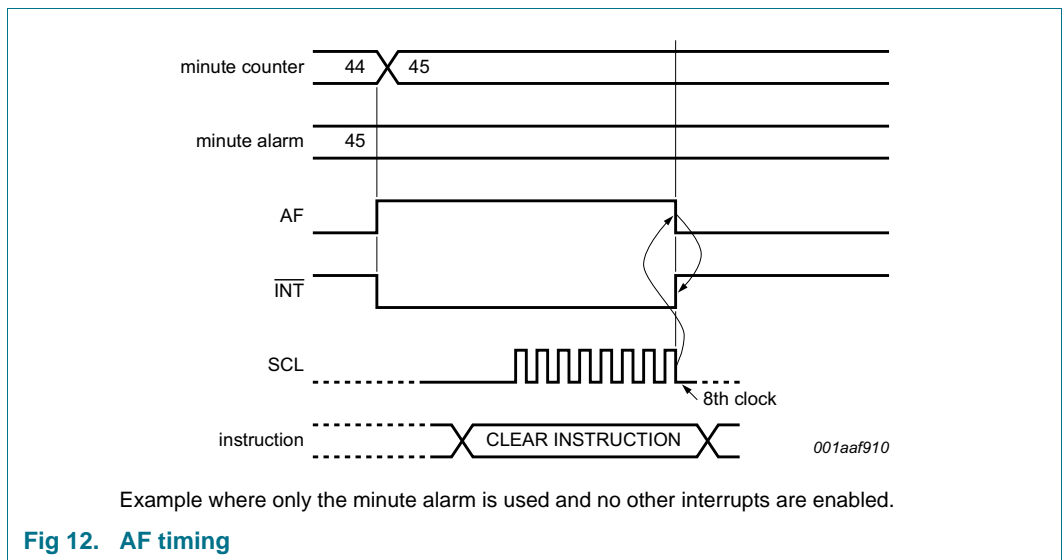 minute counter 44 45
minute alarm 45
AF
INT
SCL
8th clock
instruction CLEAR INSTRUCTION
001aaf910
Example where only the minute alarm is used and no other interrupts are enabled.
Fig 12. AF timing